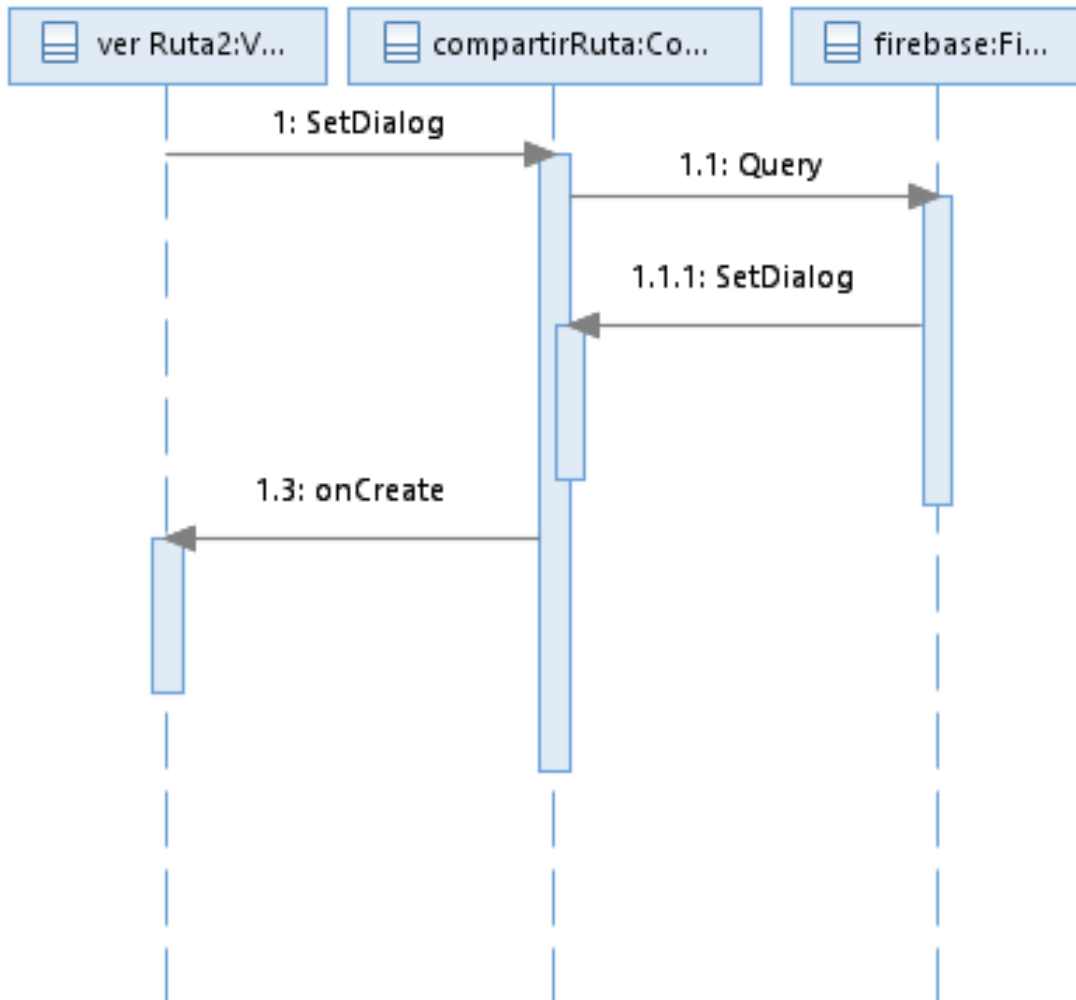 ver Ruta2:V...
compartirRuta:Co...
firebase:Fi...
1: SetDialog
1.1: Query
1.1.1: SetDialog
1.3: onCreate